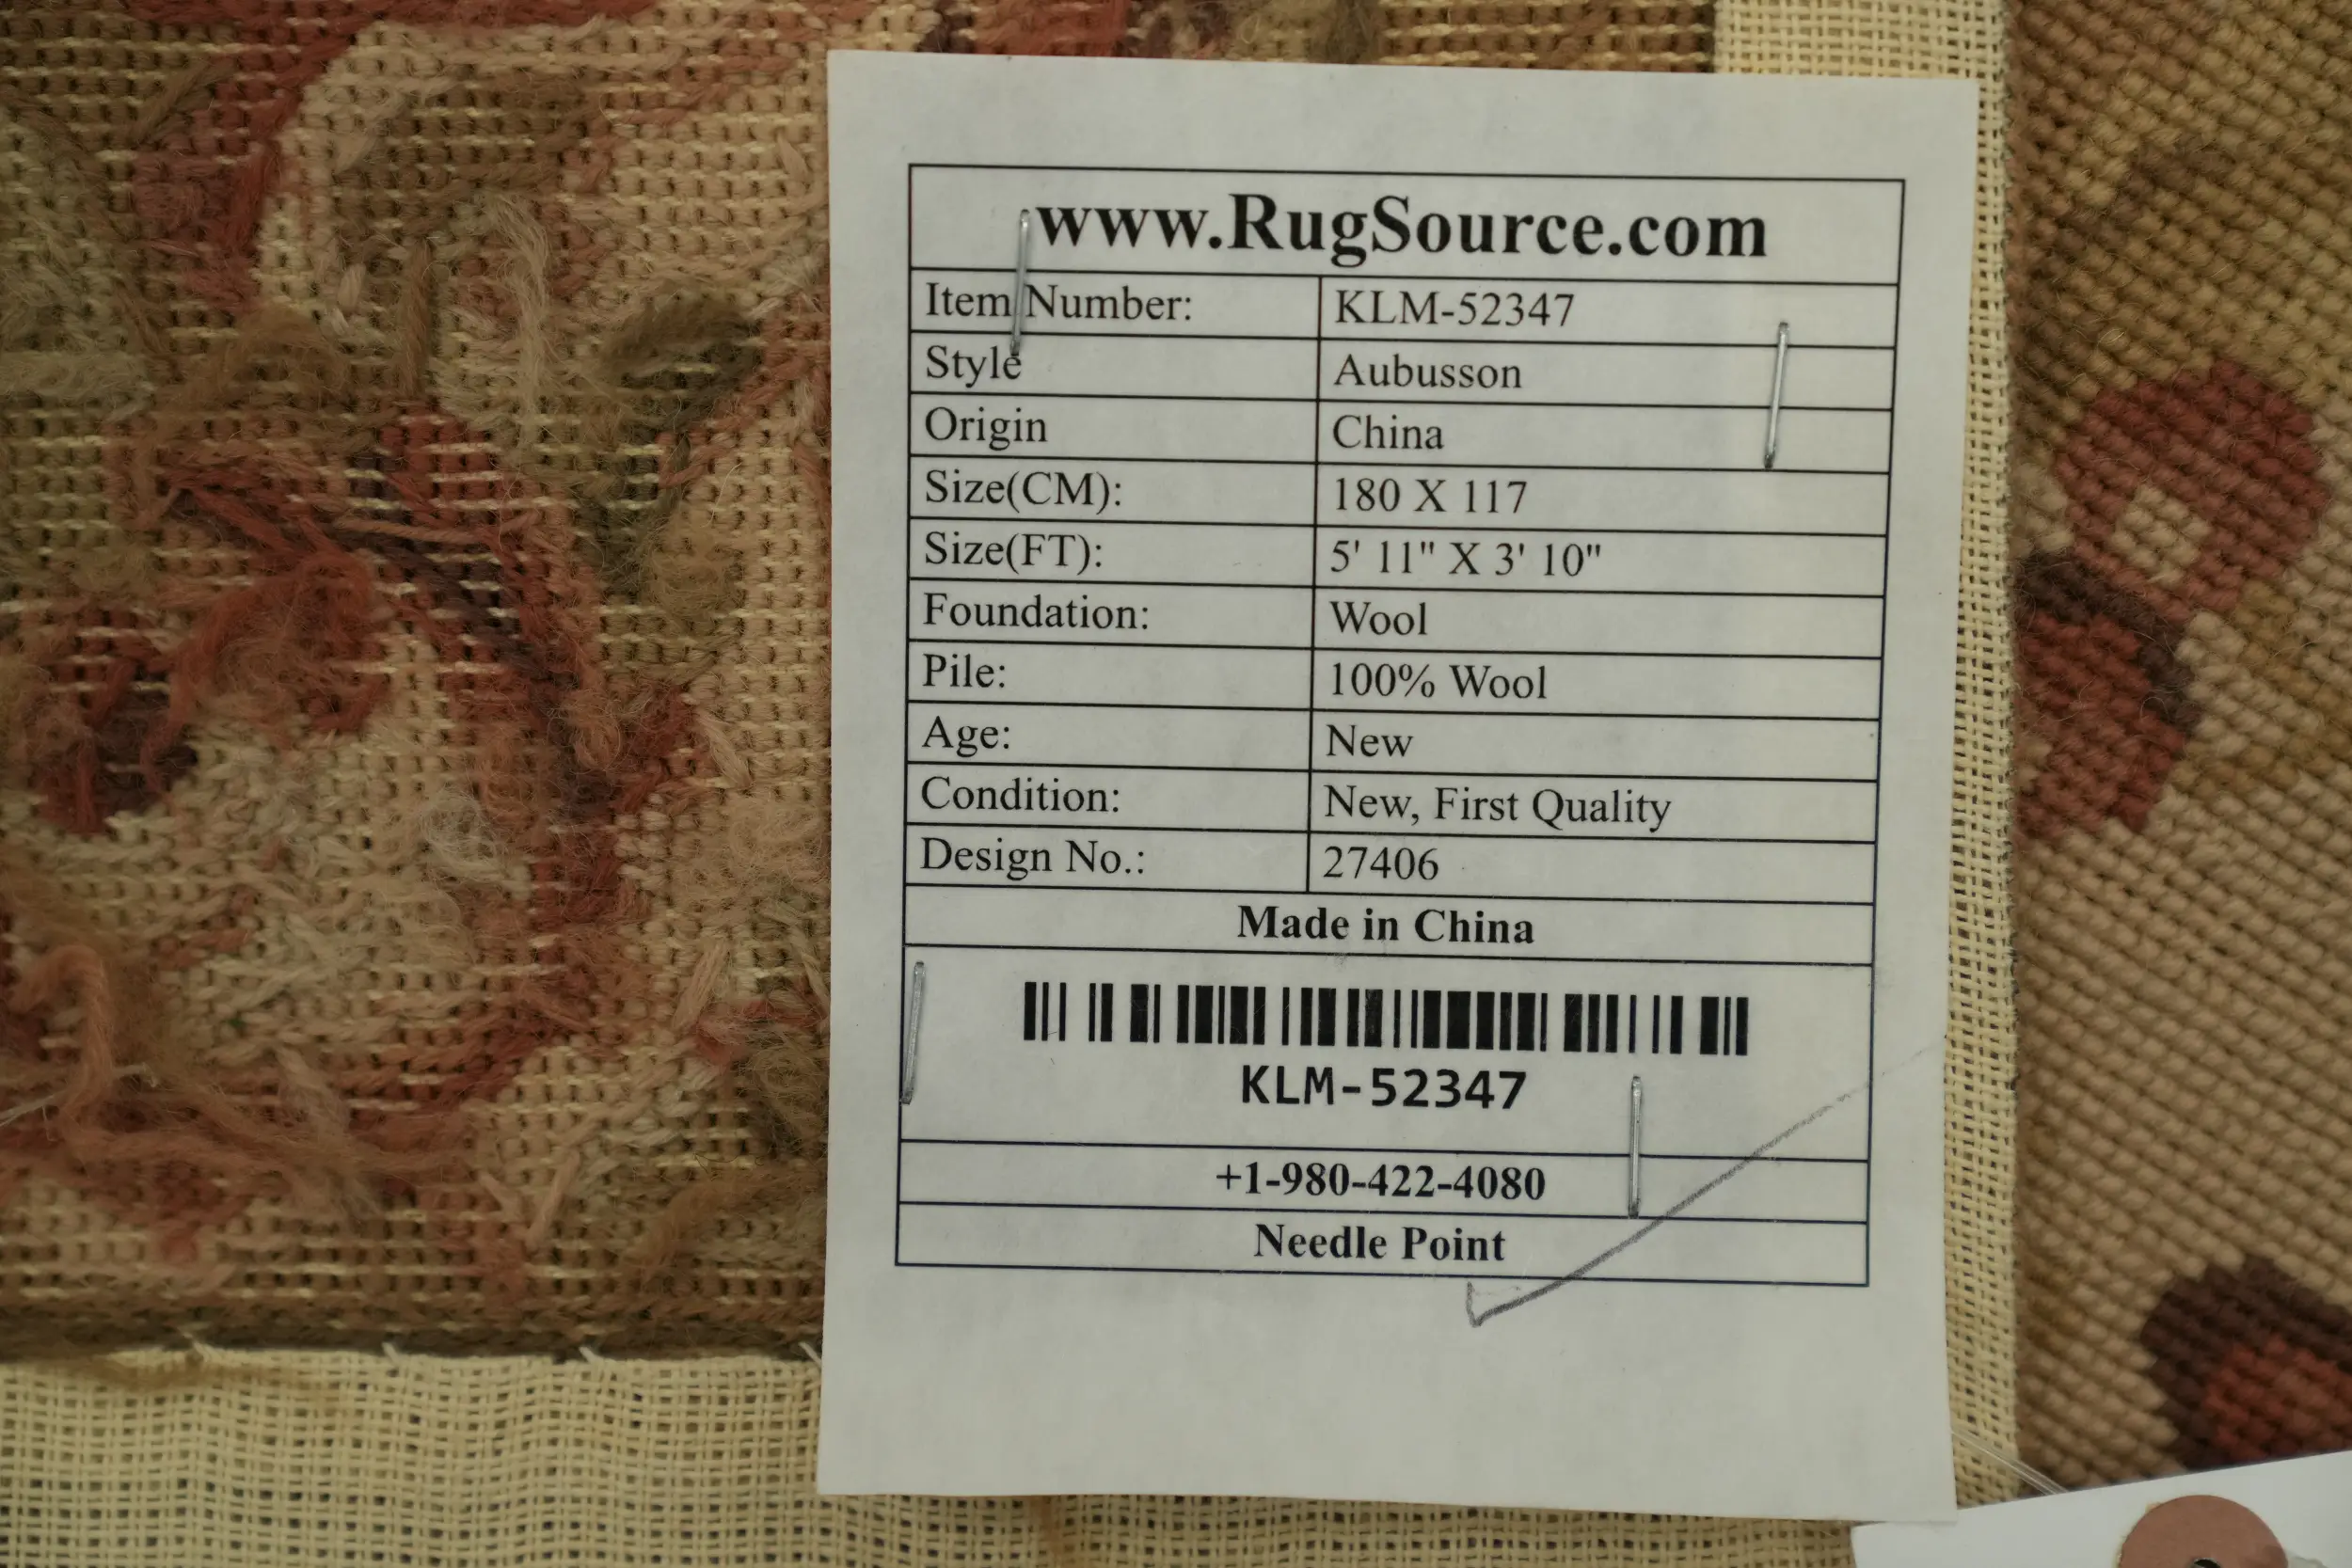 www.RugSource.com
Item Number: KLM-52347
Style Aubusson
Origin China
Size(CM): 180 X 117
Size(FT): 5' 11" X 3' 10"
Foundation: Wool
Pile: 100% Wool
Age: New
Condition: New, First Quality
Design No.: 27406
Made in China
KLM-52347
+1-980-422-4080
Needle Point